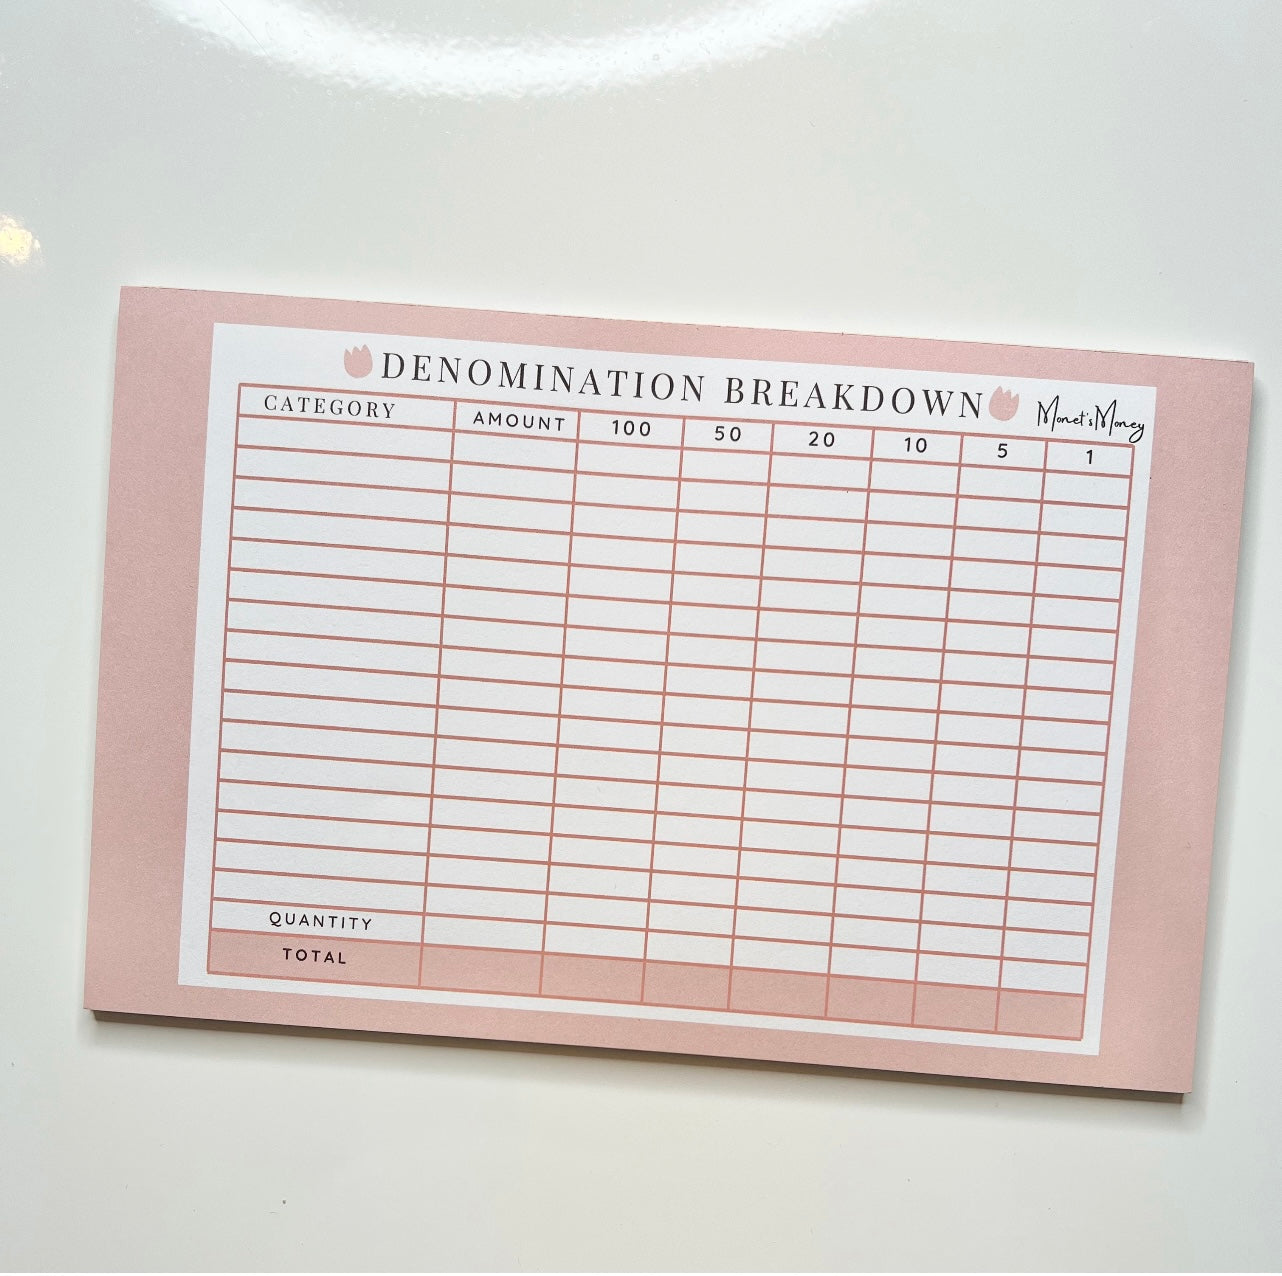 DENOMINATION BREAKDOWN
Monet's Money
CATEGORY AMOUNT 100 50 20 10 5 1
QUANTITY
TOTAL